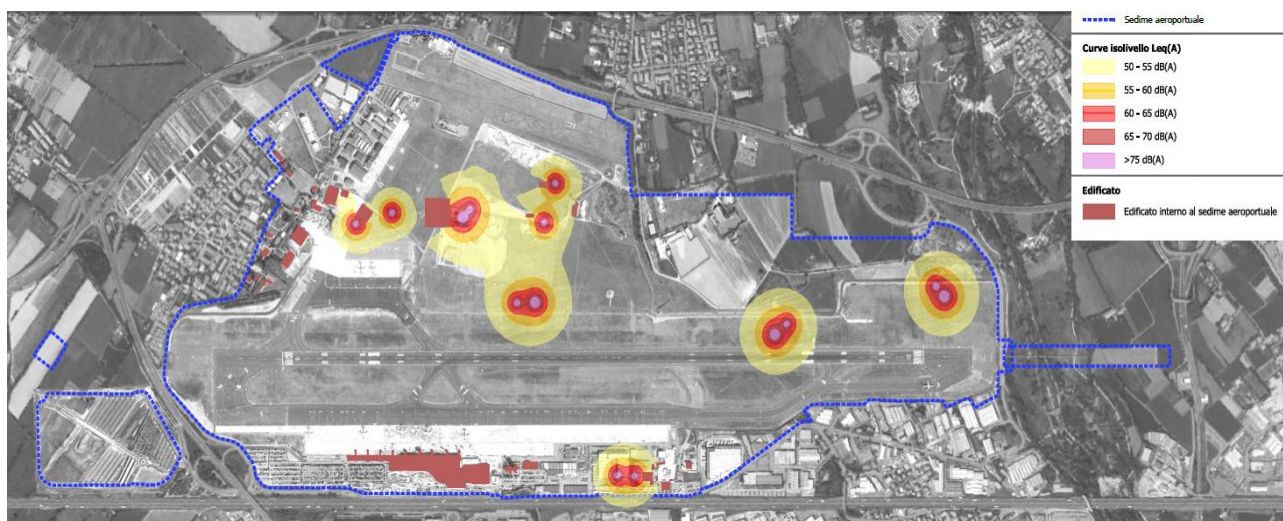 Sedime aeroportuale
Curve isolivello Leq(A)
50 - 55 dB(A)
55 - 60 dB(A)
60 - 65 dB(A)
65 - 70 dB(A)
>75 dB(A)
Edificato
Edificato interno al sedime aeroportuale